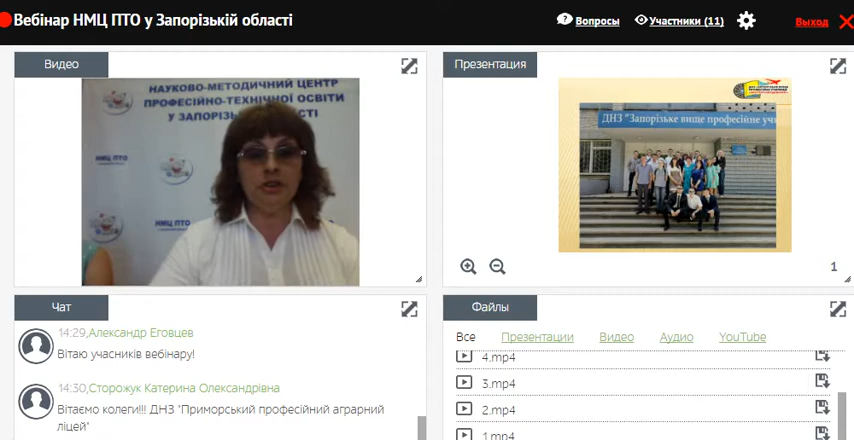 Вебінар НМЦ ПТО у Запорізькій області
Вопросы
Участники (11)
Выход
Видео
НАУКОВО-МЕТОДИЧНИЙ ЦЕНТР
ПРОФЕСІЙНО-ТЕХНІЧНОЇ ОСВІТИ
У ЗАПОРІЗ
ОБЛАСТІ
НМЦ ПТО
НМЦ ПТО
Презентация
ДНЗ "Запорізьке вище професійне учи
1
Чат
14:29,Александр Еговцев
Вітаю учасників вебінару!
14:30,Сторожук Катерина Олександрівна
Вітаємо колеги!!! ДНЗ "Приморський професійний аграрний
ліцей"
Файлы
Все
Презентации
Видео
Аудио
YouTube
4.mp4
3.mp4
2.mp4
1.mp4